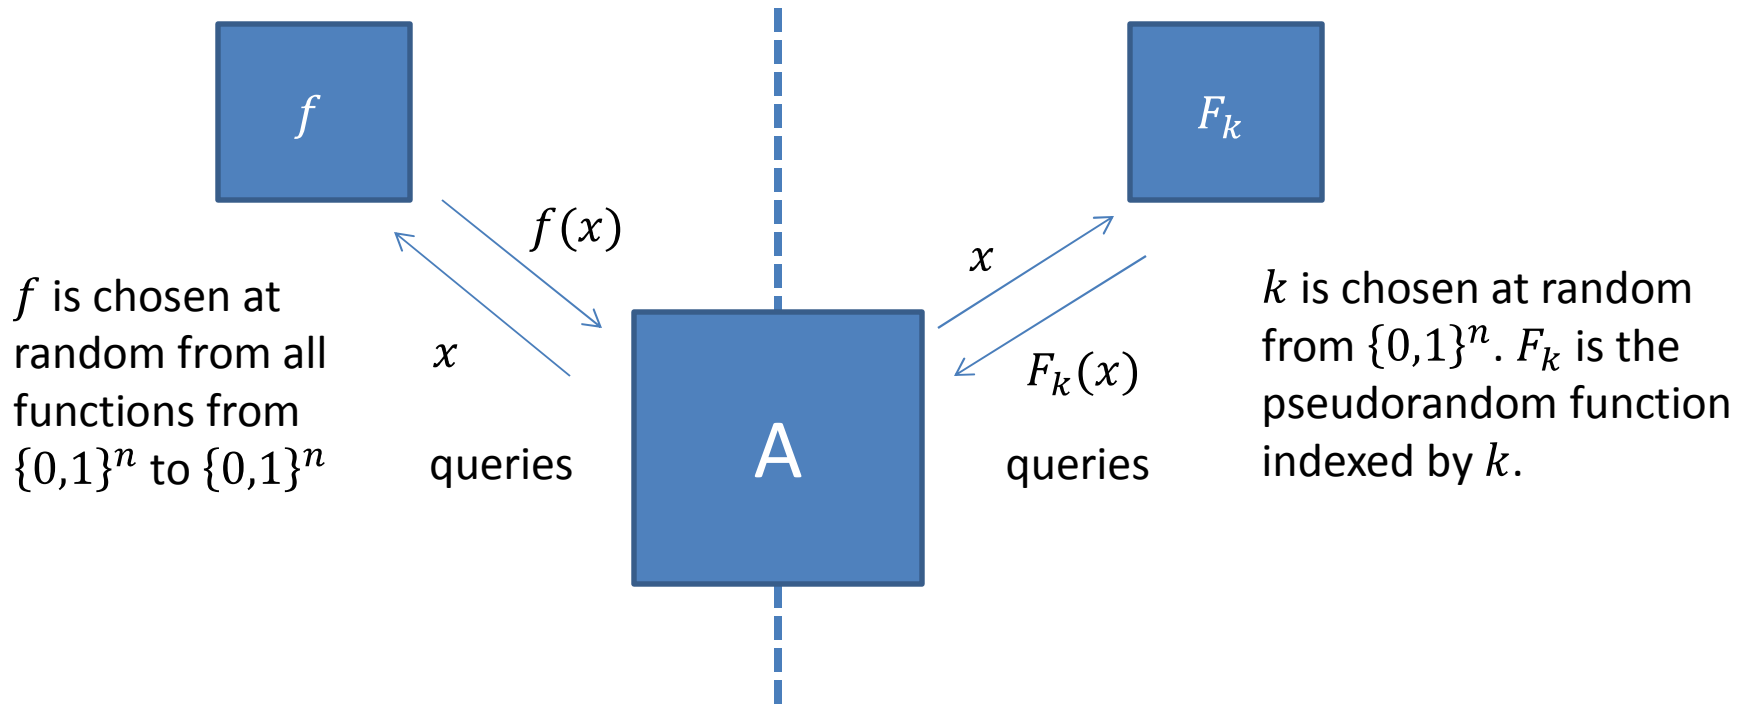 f
F_k
f(x)
x
f is chosen at
random from all
functions from
{0,1}^n to {0,1}^n
x
queries
A
F_k(x)
queries
k is chosen at random
from {0,1}^n. F_k is the
pseudorandom function
indexed by k.